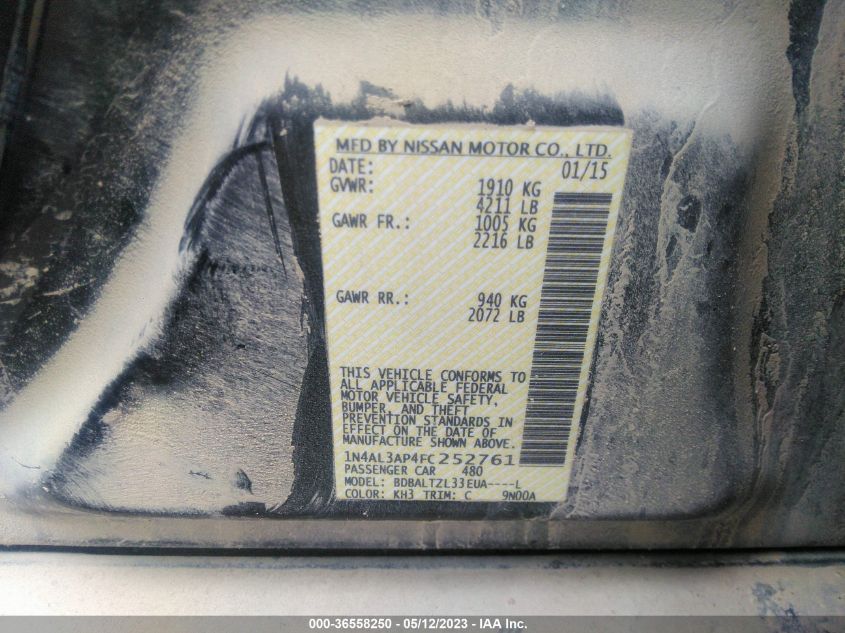 MFD BY NISSAN MOTOR CO., LTD.
DATE: 01/15
GVWR: 1910 KG
4211 LB
GAWR FR.: 1005 KG
2216 LB
GAWR RR.: 940 KG
2072 LB
THIS VEHICLE CONFORMS TO
ALL APPLICABLE FEDERAL
MOTOR VEHICLE SAFETY,
BUMPER, AND THEFT
PREVENTION STANDARDS IN
EFFECT ON THE DATE OF
MANUFACTURE SHOWN ABOVE.
1N4AL3AP4FC252761
PASSENGER CAR 480
MODEL: BDBALTZL33EUA----L
COLOR: KH3 TRIM: C 9N00A
000-36558250 - 05/12/2023 - IAA Inc.